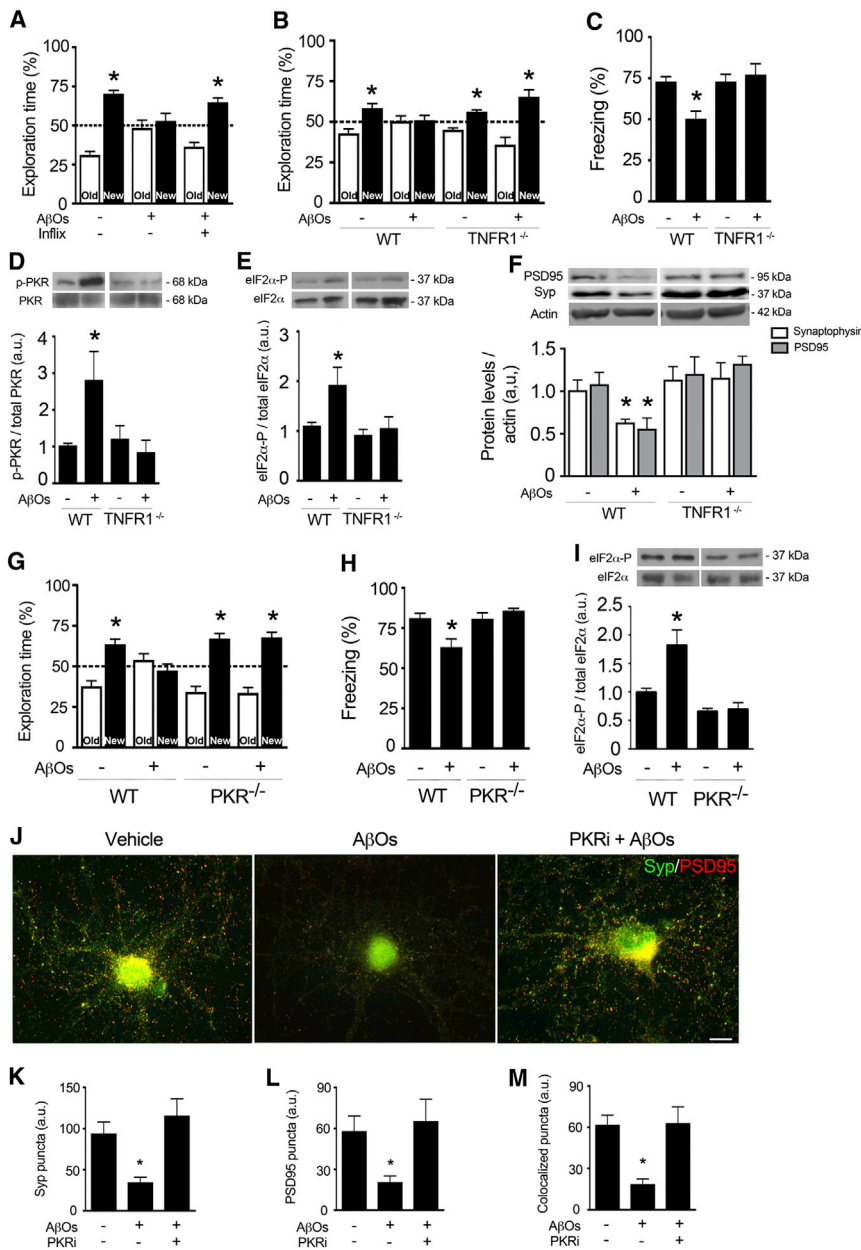 A
Exploration time (%)
100
75
50
25
0
*
*
Old New Old New Old New
AβOs - + +
Inflix - - +
B
Exploration time (%)
100
75
50
25
0
*
*
*
Old New Old New Old New Old New
AβOs - + - +
WT TNFR1-/-
C
Freezing (%)
100
75
50
25
0
*
AβOs - + - +
WT TNFR1-/-
D
p-PKR - 68 kDa
PKR - 68 kDa
p-PKR / total PKR (a.u.)
4
3
2
1
0
*
AβOs - + - +
WT TNFR1-/-
E
eIF2α-P - 37 kDa
eIF2α - 37 kDa
eIF2α-P / total eIF2α (a.u.)
3
2
1
0
*
AβOs - + - +
WT TNFR1-/-
F
PSD95 - 95 kDa
Syp - 37 kDa
Actin - 42 kDa
Synaptophysin
PSD95
Protein levels /
actin (a,u,)
1.5
1.0
0.5
0
* *
AβOs - + - +
WT TNFR1-/-
G
Exploration time (%)
100
75
50
25
0
*
*
*
Old New Old New Old New Old New
AβOs - + - +
WT PKR-/-
H
Freezing (%)
100
75
50
25
0
*
AβOs - + - +
WT PKR-/-
I
eIF2α-P - 37 kDa
eIF2α - 37 kDa
eIF2α-P / total eIF2α (a.u.)
2.5
2.0
1.5
1.0
0.5
0
*
AβOs - + - +
WT PKR-/-
J
Vehicle AβOs PKRi + AβOs
Syp/PSD95
K
Syp puncta (a.u.)
150
100
50
0
*
AβOs - + +
PKRi - - +
L
PSD95 puncta (a.u.)
90
60
30
0
*
AβOs - + +
PKRi - - +
M
Colocalized puncta (a.u.)
90
60
30
0
*
AβOs - + +
PKRi - - +